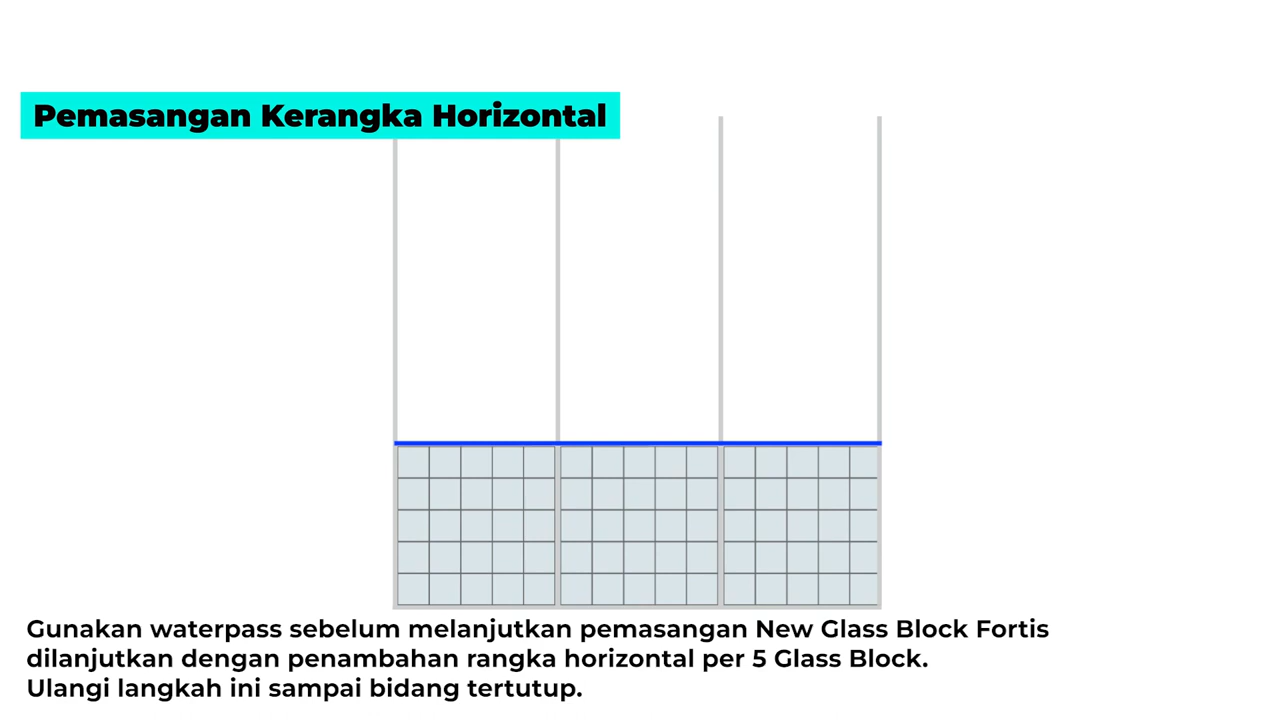 Pemasangan Kerangka Horizontal
Gunakan waterpass sebelum melanjutkan pemasangan New Glass Block Fortis
dilanjutkan dengan penambahan rangka horizontal per 5 Glass Block.
Ulangi langkah ini sampai bidang tertutup.